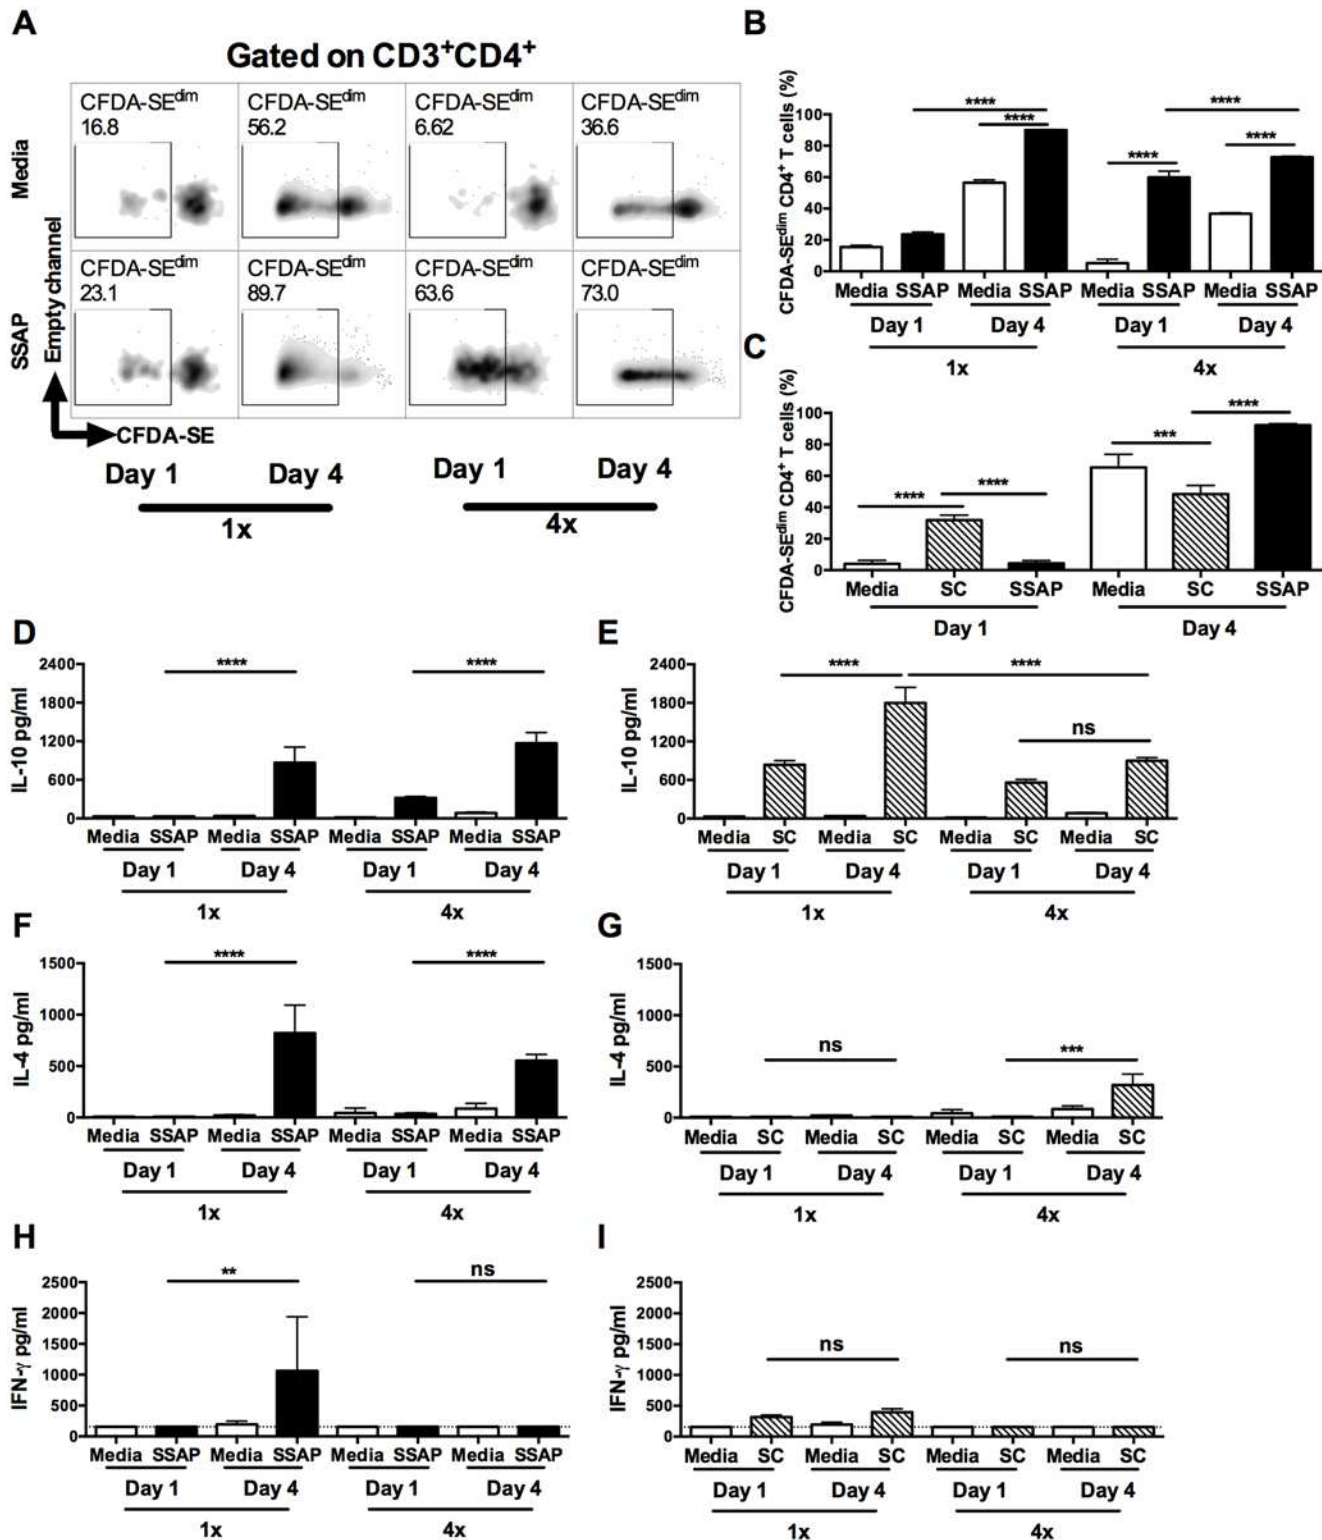 A
Gated on CD3+CD4+
CFDA-SEdim CFDA-SEdim CFDA-SEdim CFDA-SEdim
16.8 56.2 6.62 36.6
Media
CFDA-SEdim CFDA-SEdim CFDA-SEdim CFDA-SEdim
23.1 89.7 63.6 73.0
SSAP
Empty channel
CFDA-SE
Day 1 Day 4 Day 1 Day 4
1x 4x
B
CFDA-SEdim CD4+ T cells (%)
100
80
60
40
20
0
**** **** **** **** ****
Media SSAP Media SSAP Media SSAP Media SSAP
Day 1 Day 4 Day 1 Day 4
1x 4x
C
CFDA-SEdim CD4+ T cells (%)
100
80
60
40
20
0
**** **** *** ****
Media SC SSAP Media SC SSAP
Day 1 Day 4
D
IL-10 pg/ml
2400
1800
1200
600
0
**** ****
Media SSAP Media SSAP Media SSAP Media SSAP
Day 1 Day 4 Day 1 Day 4
1x 4x
E
IL-10 pg/ml
2400
1800
1200
600
0
**** **** ns
Media SC Media SC Media SC Media SC
Day 1 Day 4 Day 1 Day 4
1x 4x
F
IL-4 pg/ml
1500
1000
500
0
**** ****
Media SSAP Media SSAP Media SSAP Media SSAP
Day 1 Day 4 Day 1 Day 4
1x 4x
G
IL-4 pg/ml
1500
1000
500
0
ns ***
Media SC Media SC Media SC Media SC
Day 1 Day 4 Day 1 Day 4
1x 4x
H
IFN-γ pg/ml
2500
2000
1500
1000
500
0
** ns
Media SSAP Media SSAP Media SSAP Media SSAP
Day 1 Day 4 Day 1 Day 4
1x 4x
I
IFN-γ pg/ml
2500
2000
1500
1000
500
0
ns ns
Media SC Media SC Media SC Media SC
Day 1 Day 4 Day 1 Day 4
1x 4x